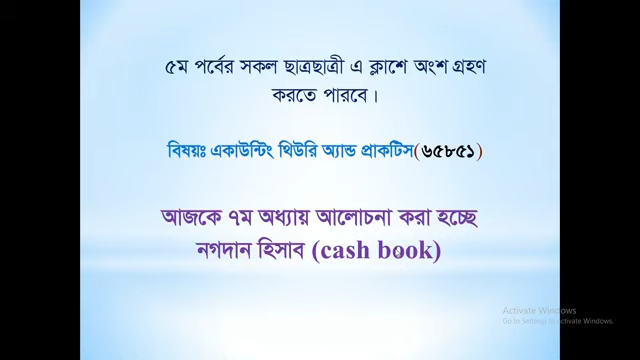 ৫ম পর্বের সকল ছাত্রছাত্রী এ ক্লাশে অংশ গ্রহণ
করতে পারবে।
বিষয়ঃ একাউন্টিং থিউরি অ্যান্ড প্রাকটিস(৬৫৮৫১)
আজকে ৭ম অধ্যায় আলোচনা করা হচ্ছে
নগদান হিসাব (cash book)
Activate Windows
Go to Settings to activate Windows.